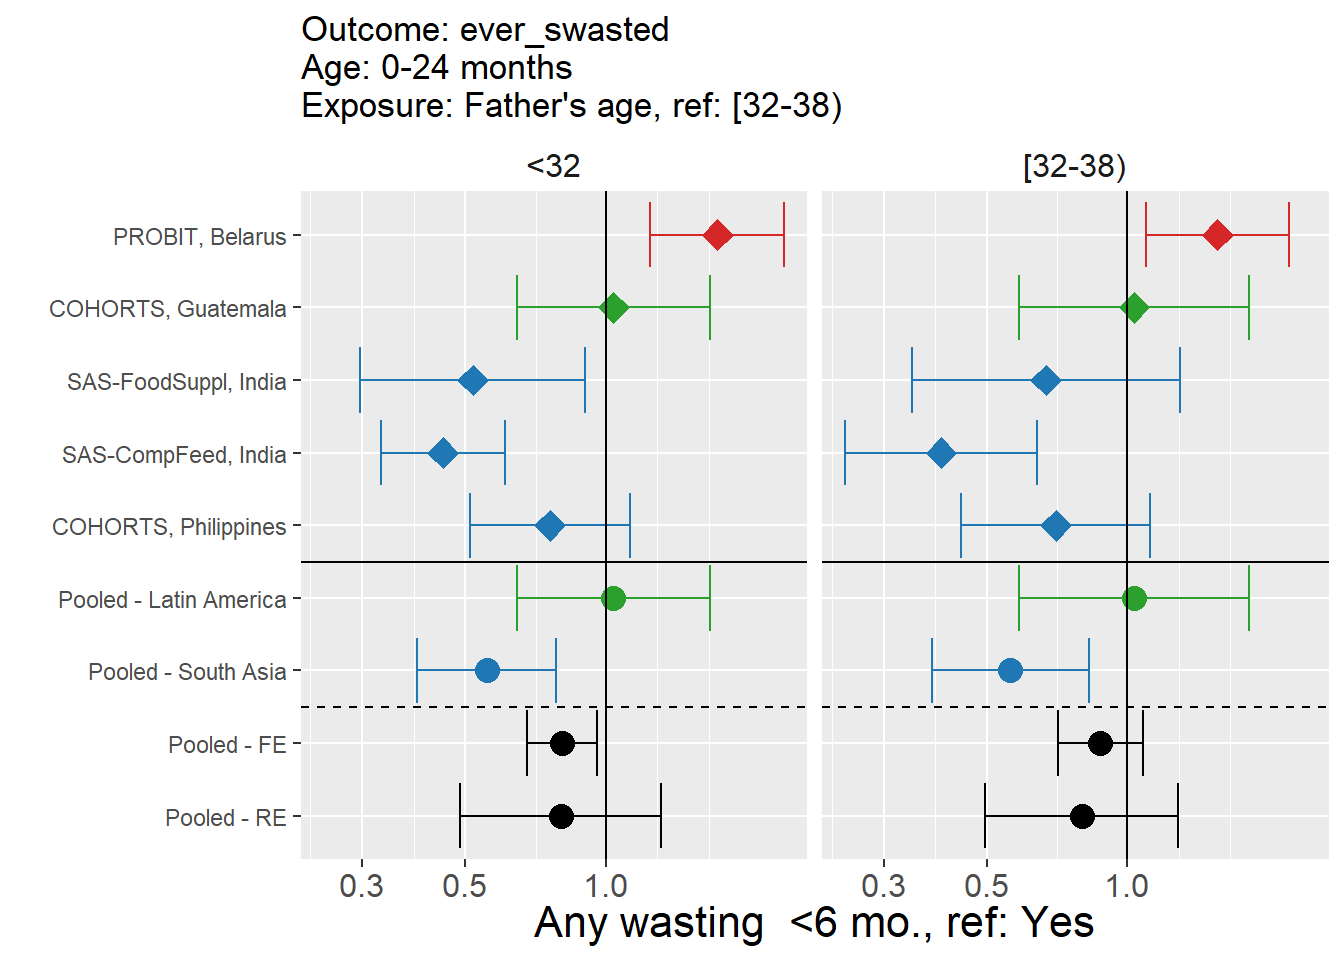 Outcome: ever_swasted
Age: 0-24 months
Exposure: Father's age, ref: [32-38)
<32 [32-38)
PROBIT, Belarus
COHORTS, Guatemala
SAS-FoodSuppl, India
SAS-CompFeed, India
COHORTS, Philippines
Pooled - Latin America
Pooled - South Asia
Pooled - FE
Pooled - RE
0.3 0.5 1.0 0.3 0.5 1.0
Any wasting  <6 mo., ref: Yes